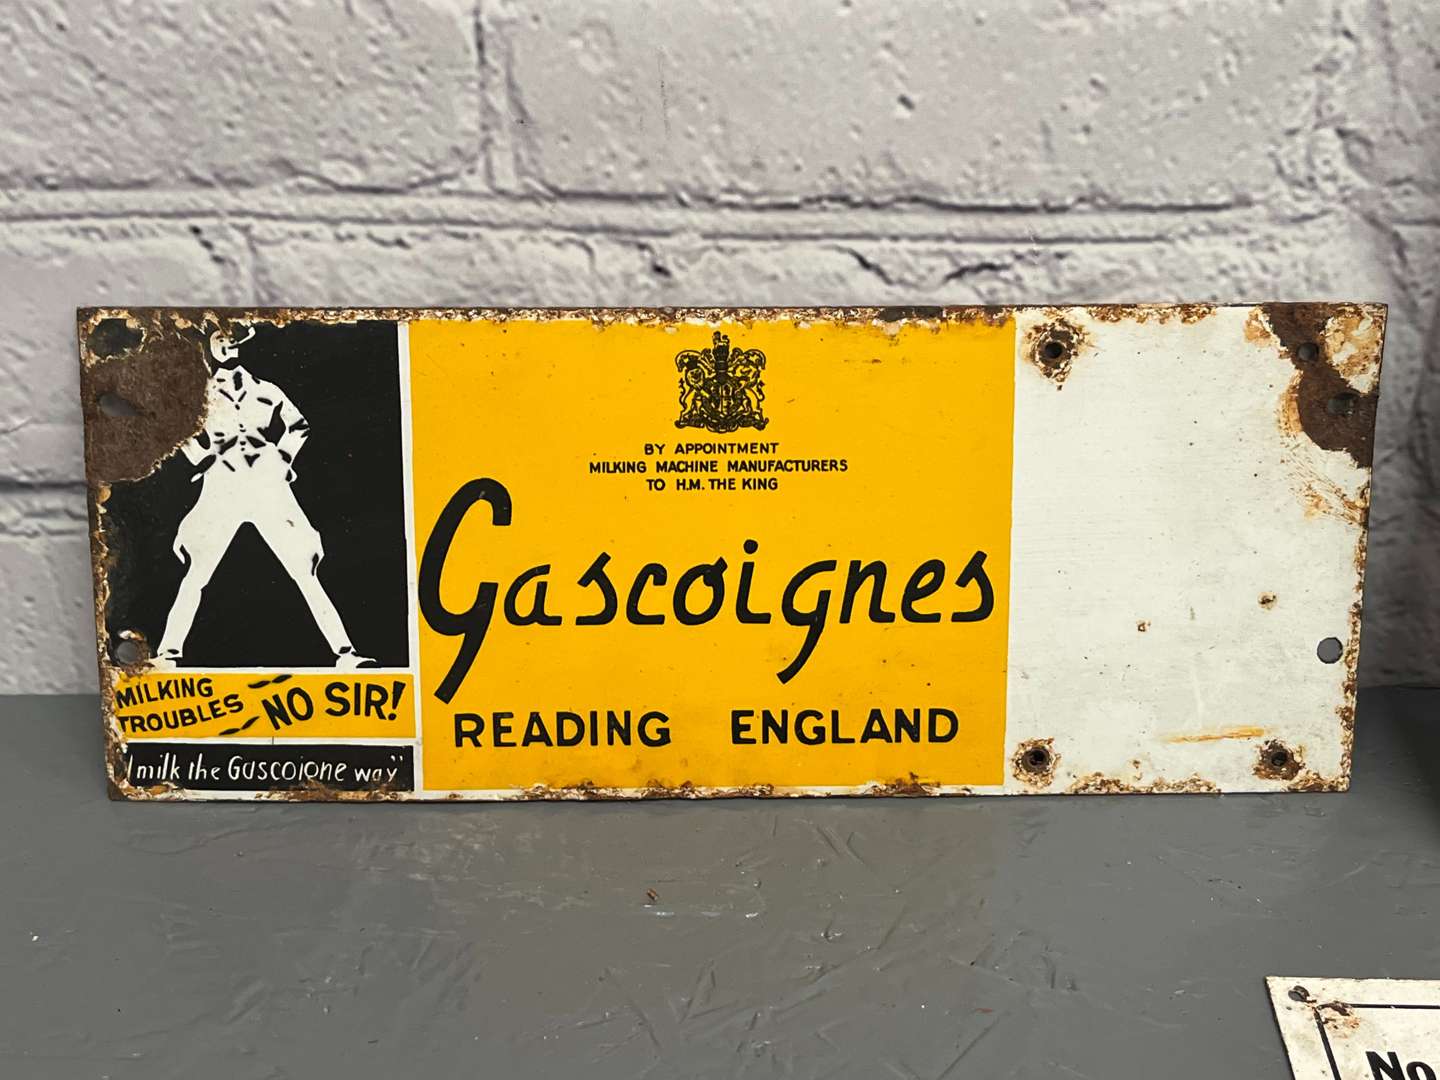 BY APPOINTMENT
MILKING MACHINE MANUFACTURERS
TO H.M. THE KING
Gascoignes
READING ENGLAND
MILKING
TROUBLES
NO SIR!
I milk the Gascoigne way"
No